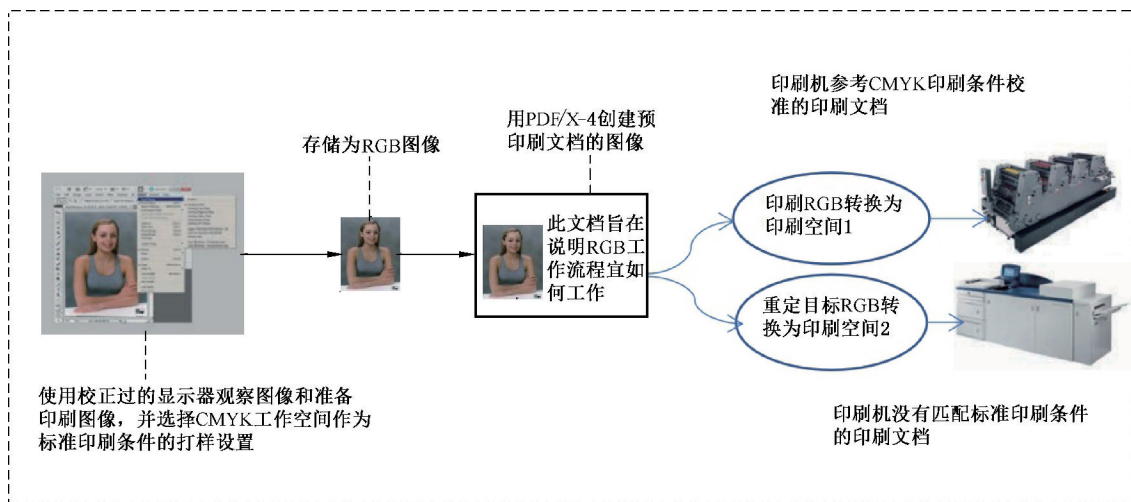 印刷机参考CMYK印刷条件校
准的印刷文档
用PDF/X-4创建预
印刷文档的图像
存储为RGB图像
此文档旨在
说明RGB工
作流程宜如
何工作
印刷RGB转换为
印刷空间1
重定目标RGB转
换为印刷空间2
使用校正过的显示器观察图像和准备
印刷图像，并选择CMYK工作空间作为
标准印刷条件的打样设置
印刷机没有匹配标准印刷条件
的印刷文档